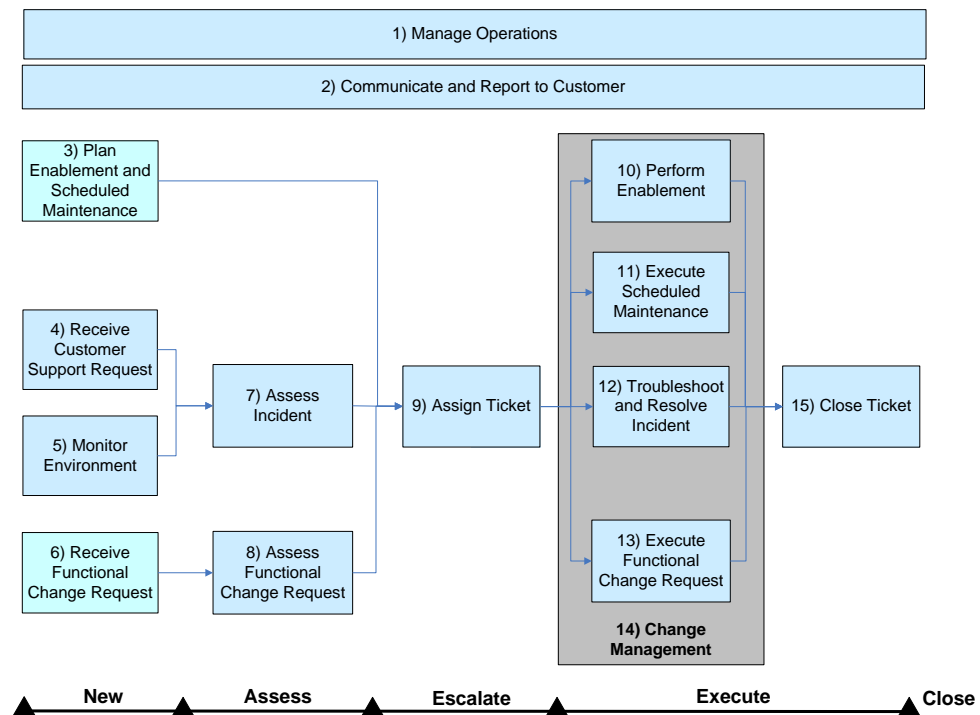 1) Manage Operations
2) Communicate and Report to Customer
3) Plan
Enablement and
Scheduled
Maintenance
4) Receive
Customer
Support Request
5) Monitor
Environment
6) Receive
Functional
Change Request
7) Assess
Incident
8) Assess
Functional
Change Request
9) Assign Ticket
10) Perform
Enablement
11) Execute
Scheduled
Maintenance
12) Troubleshoot
and Resolve
Incident
13) Execute
Functional
Change Request
14) Change
Management
15) Close Ticket
New
Assess
Escalate
Execute
Close